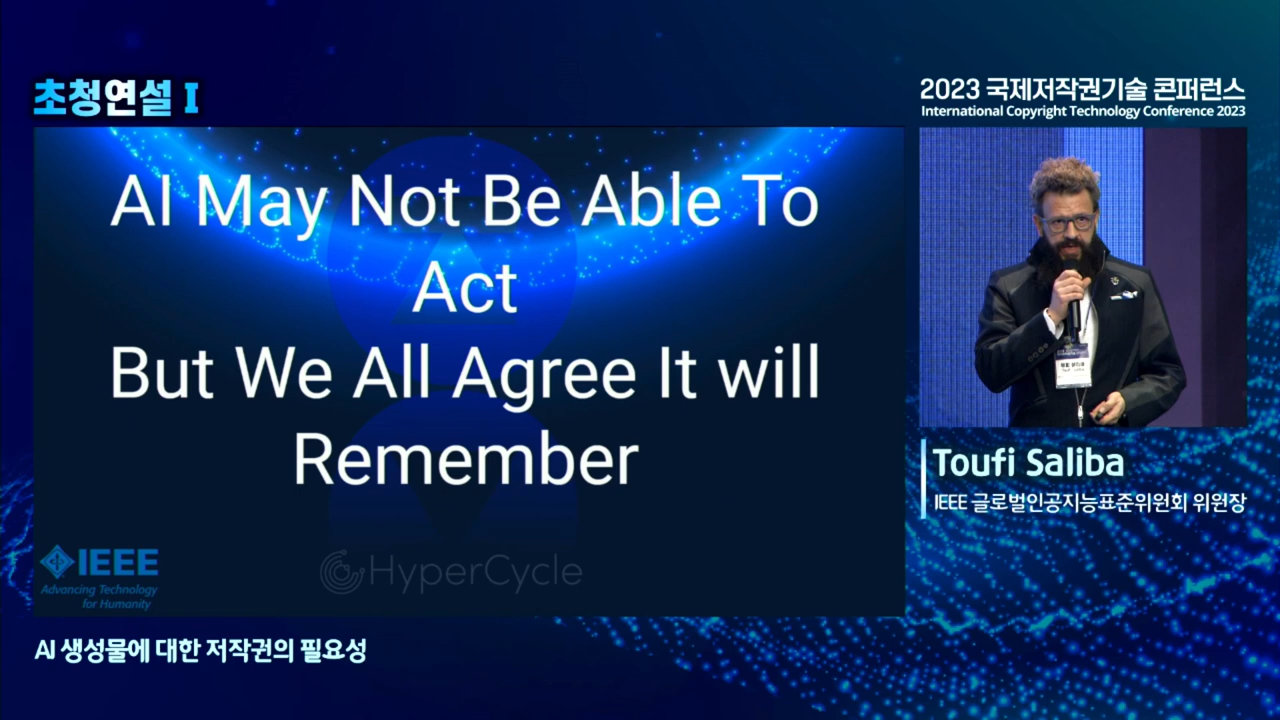 초청연설 I
2023 국제저작권기술 콘퍼런스
International Copyright Technology Conference 2023
AI May Not Be Able To
Act
But We All Agree It will
Remember
IEEE
Advancing Technology
for Humanity
HyperCycle
Toufi Saliba
IEEE 글로벌인공지능표준위원회 위원장
AI 생성물에 대한 저작권의 필요성